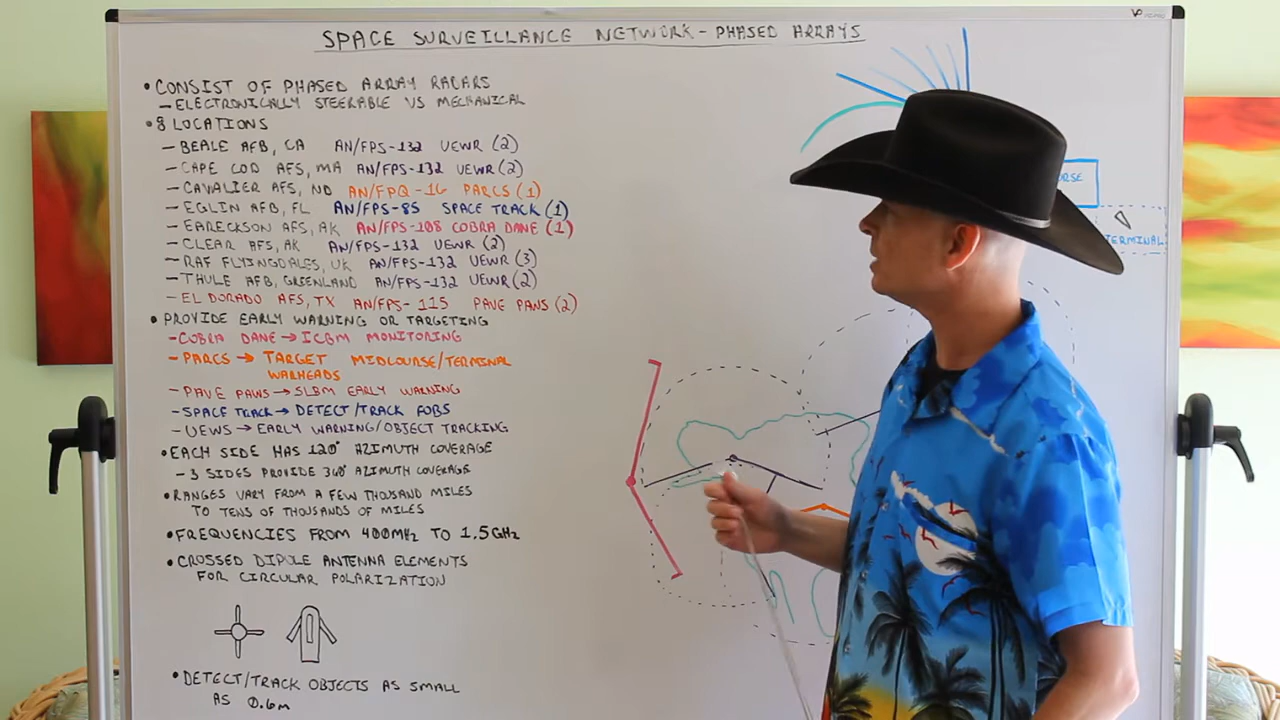 SPACE SURVEILLANCE NETWORK - PHASED ARRAYS
• CONSIST OF PHASED ARRAY RADARS
- ELECTRONICALLY STEERABLE VS MECHANICAL
• 8 LOCATIONS
- BEALE AFB, CA AN/FPS-132 UEWR (2)
- CAPE COD AFS, MA AN/FPS-132 UEWR (2)
- CAVALIER AFS, ND AN/FPQ-16 PARCS (1)
- EGLIN AFB, FL AN/FPS-85 SPACE TRACK (1)
- EARECKSON AFS, AK AN/FPS-108 COBRA DANE (1)
- CLEAR AFS, AK AN/FPS-132 UEWR (2)
- RAF FLYINGDALES, UK AN/FPS-132 UEWR (3)
- THULE AFB, GREENLAND AN/FPS-132 UEWR (2)
- EL DORADO AFS, TX AN/FPS-115 PAVE PAWS (2)
• PROVIDE EARLY WARNING OR TARGETING
- COBRA DANE → ICBM MONITORING
- PARCS → TARGET MIDCOURSE/TERMINAL
WARHEADS
- PAVE PAWS → SLBM EARLY WARNING
- SPACE TRACK → DETECT/TRACK FOBS
- UEWS → EARLY WARNING/OBJECT TRACKING
• EACH SIDE HAS 120° AZIMUTH COVERAGE
- 3 SIDES PROVIDE 360° AZIMUTH COVERAGE
• RANGES VARY FROM A FEW THOUSAND MILES
TO TENS OF THOUSANDS OF MILES
• FREQUENCIES FROM 400MHz TO 1.5GHz
• CROSSED DIPOLE ANTENNA ELEMENTS
FOR CIRCULAR POLARIZATION
• DETECT/TRACK OBJECTS AS SMALL
AS 0.6m
TERMINAL